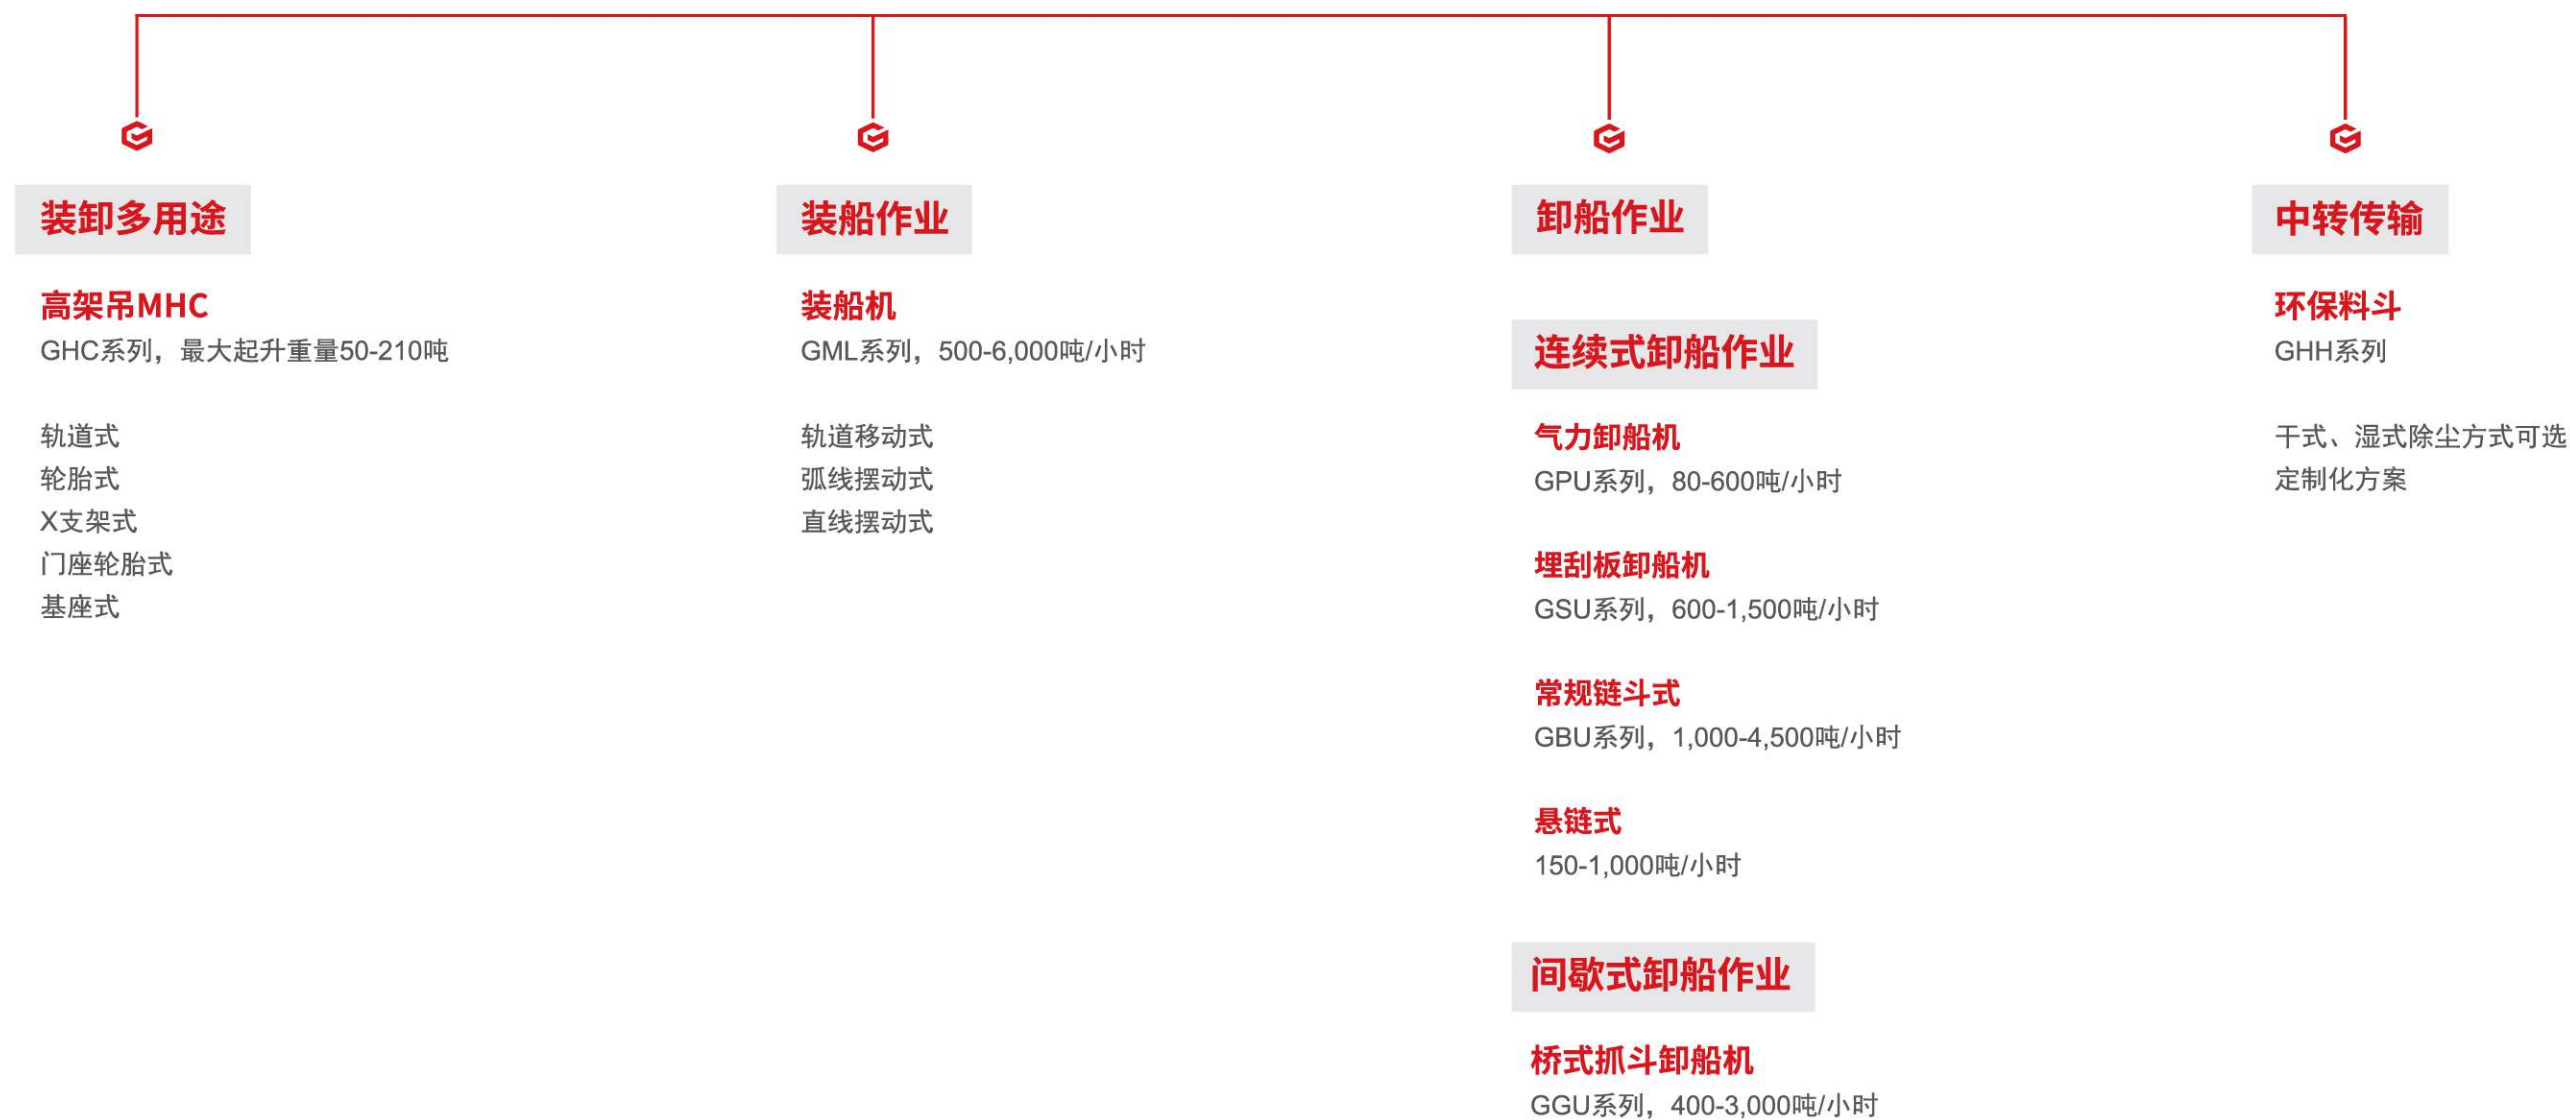 装卸多用途
高架吊MHC
GHC系列，最大起升重量50-210吨
轨道式
轮胎式
X支架式
门座轮胎式
基座式
装船作业
装船机
GML系列，500-6,000吨/小时
轨道移动式
弧线摆动式
直线摆动式
卸船作业
连续式卸船作业
气力卸船机
GPU系列，80-600吨/小时
埋刮板卸船机
GSU系列，600-1,500吨/小时
常规链斗式
GBU系列，1,000-4,500吨/小时
悬链式
150-1,000吨/小时
间歇式卸船作业
桥式抓斗卸船机
GGU系列，400-3,000吨/小时
中转传输
环保料斗
GHH系列
干式、湿式除尘方式可选
定制化方案